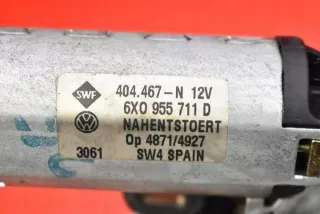 SWF 404.467-N 12V
6X0 955 711 D
NAHENTSTOERT
Op 4871/4927
3061 SW4 SPAIN